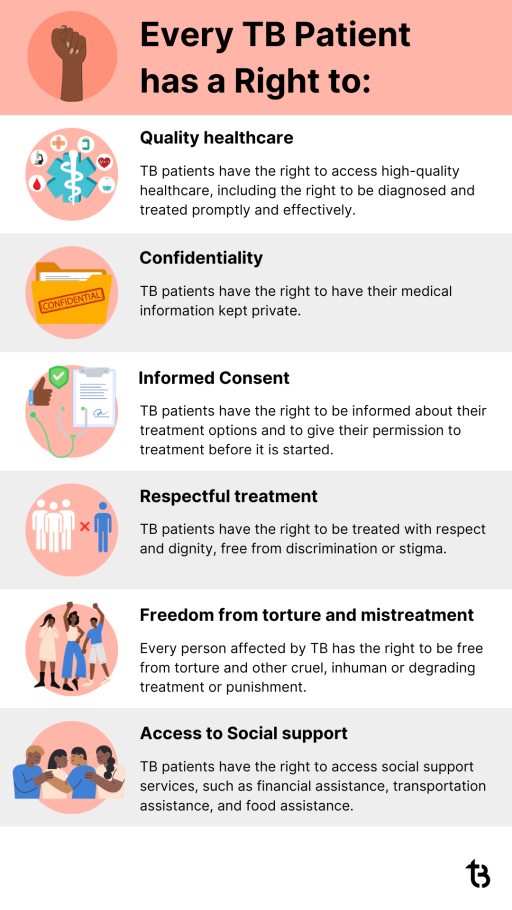 Every TB Patient
has a Right to:
Quality healthcare
TB patients have the right to access high-quality
healthcare, including the right to be diagnosed and
treated promptly and effectively.
CONFIDENTIAL
Confidentiality
TB patients have the right to have their medical
information kept private.
Informed Consent
TB patients have the right to be informed about their
treatment options and to give their permission to
treatment before it is started.
Respectful treatment
TB patients have the right to be treated with respect
and dignity, free from discrimination or stigma.
Freedom from torture and mistreatment
Every person affected by TB has the right to be free
from torture and other cruel, inhuman or degrading
treatment or punishment.
Access to Social support
TB patients have the right to access social support
services, such as financial assistance, transportation
assistance, and food assistance.
tB